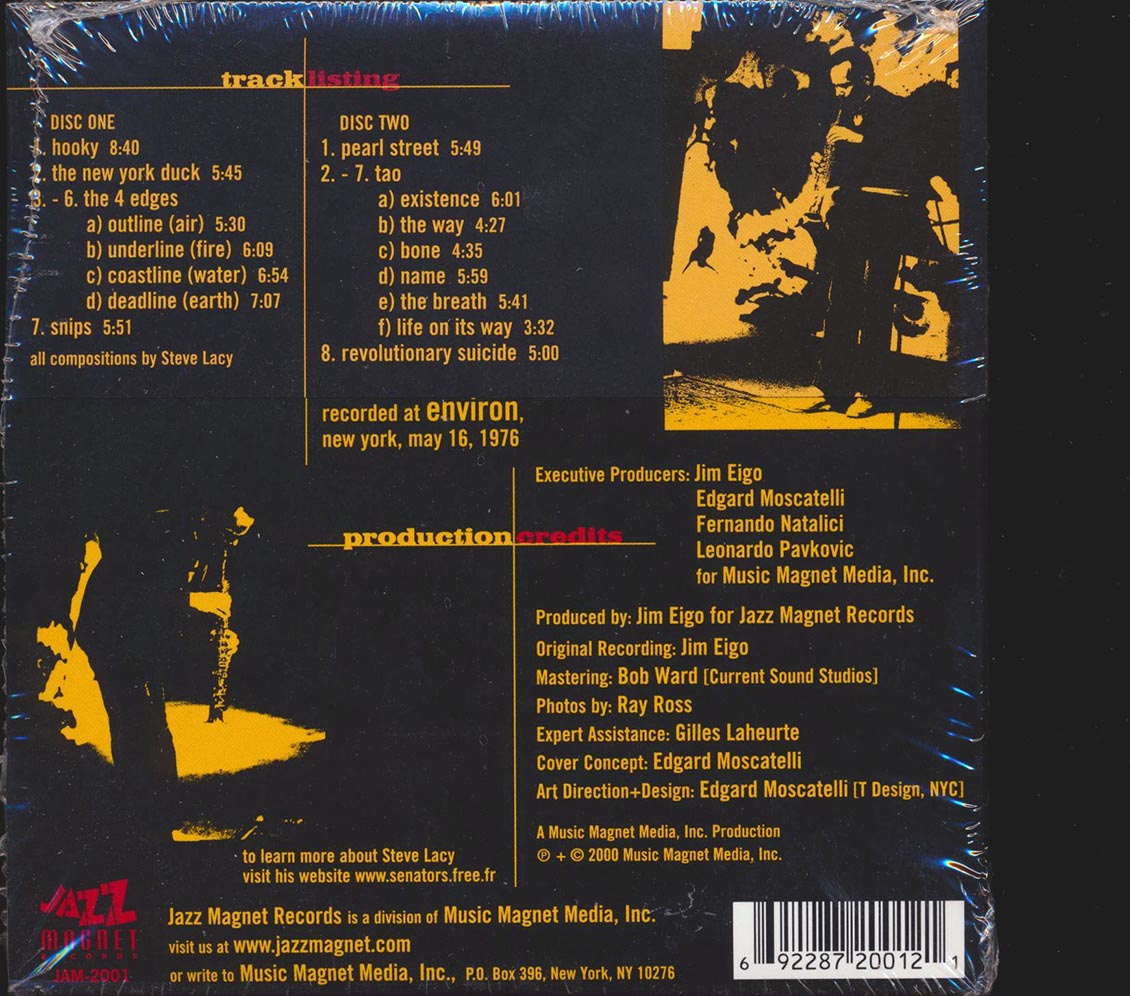 tracklisting
DISC ONE
1. hooky 8:40
2. the new york duck 5:45
3. - 6. the 4 edges
a) outline (air) 5:30
b) underline (fire) 6:09
c) coastline (water) 6:54
d) deadline (earth) 7:07
7. snips 5:51
all compositions by Steve Lacy
DISC TWO
1. pearl street 5:49
2. - 7. tao
a) existence 6:01
b) the way 4:27
c) bone 4:35
d) name 5:59
e) the breath 5:41
f) life on its way 3:32
8. revolutionary suicide 5:00
recorded at environ,
new york, may 16, 1976
productioncredits
Executive Producers: Jim Eigo
Edgard Moscatelli
Fernando Natalici
Leonardo Pavkovic
for Music Magnet Media, Inc.
Produced by: Jim Eigo for Jazz Magnet Records
Original Recording: Jim Eigo
Mastering: Bob Ward [Current Sound Studios]
Photos by: Ray Ross
Expert Assistance: Gilles Laheurte
Cover Concept: Edgard Moscatelli
Art Direction+Design: Edgard Moscatelli [T Design, NYC]
A Music Magnet Media, Inc. Production
℗ + © 2000 Music Magnet Media, Inc.
to learn more about Steve Lacy
visit his website www.senators.free.fr
JAZZ
MAGNET
RECORDS
JAM-2001
Jazz Magnet Records is a division of Music Magnet Media, Inc.
visit us at www.jazzmagnet.com
or write to Music Magnet Media, Inc., P.O. Box 396, New York, NY 10276
6 92287 20012 1